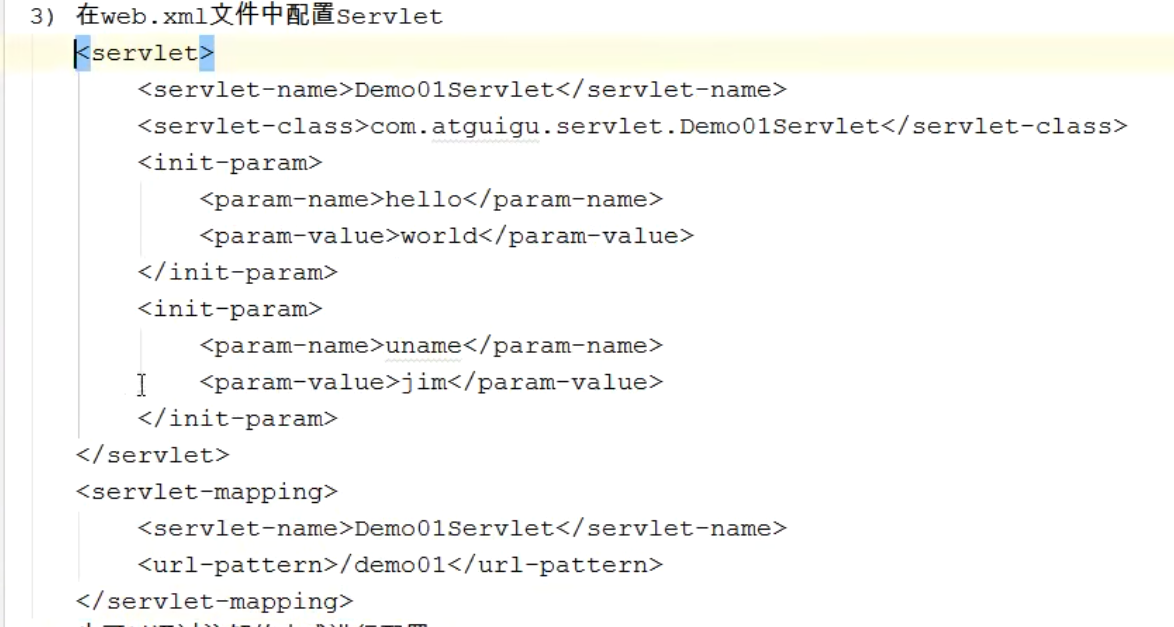 3) 在web.xml文件中配置Servlet
<servlet>
<servlet-name>Demo01Servlet</servlet-name>
<servlet-class>com.atguigu.servlet.Demo01Servlet</servlet-class>
<init-param>
<param-name>hello</param-name>
<param-value>world</param-value>
</init-param>
<init-param>
<param-name>uname</param-name>
<param-value>jim</param-value>
</init-param>
</servlet>
<servlet-mapping>
<servlet-name>Demo01Servlet</servlet-name>
<url-pattern>/demo01</url-pattern>
</servlet-mapping>